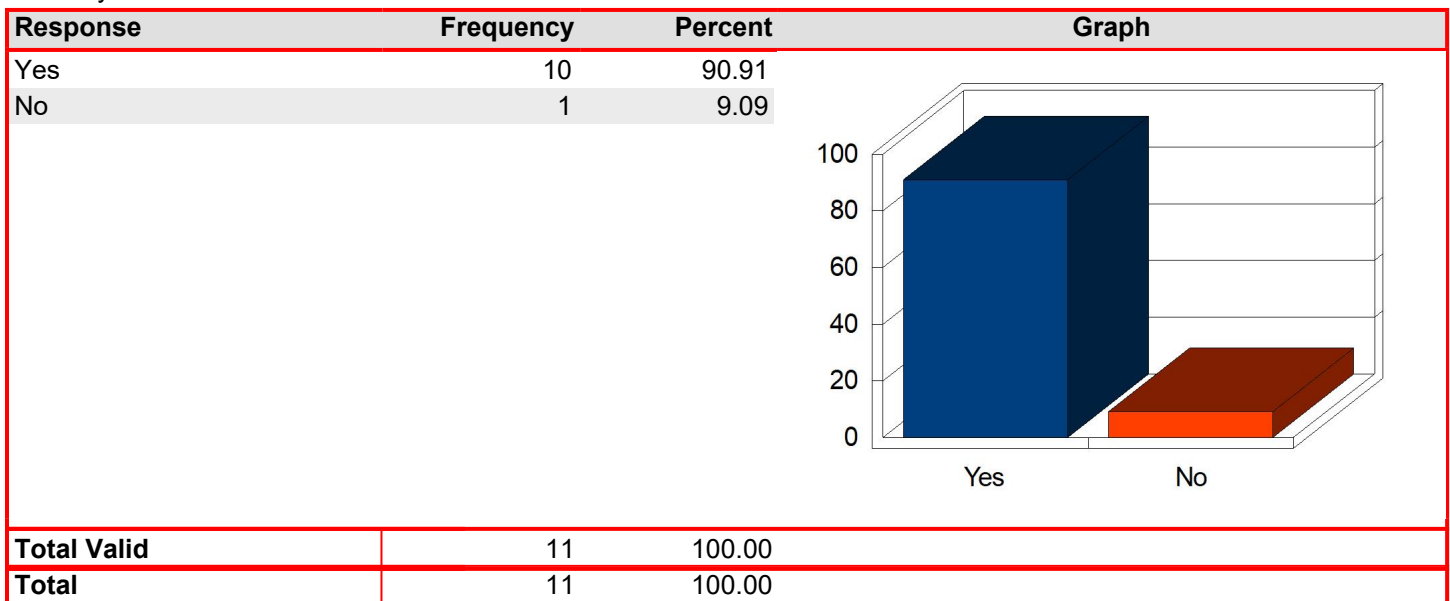 Response Frequency Percent Graph
Yes 10 90.91
No 1 9.09
100
80
60
40
20
0
Yes No
Total Valid 11 100.00
Total 11 100.00